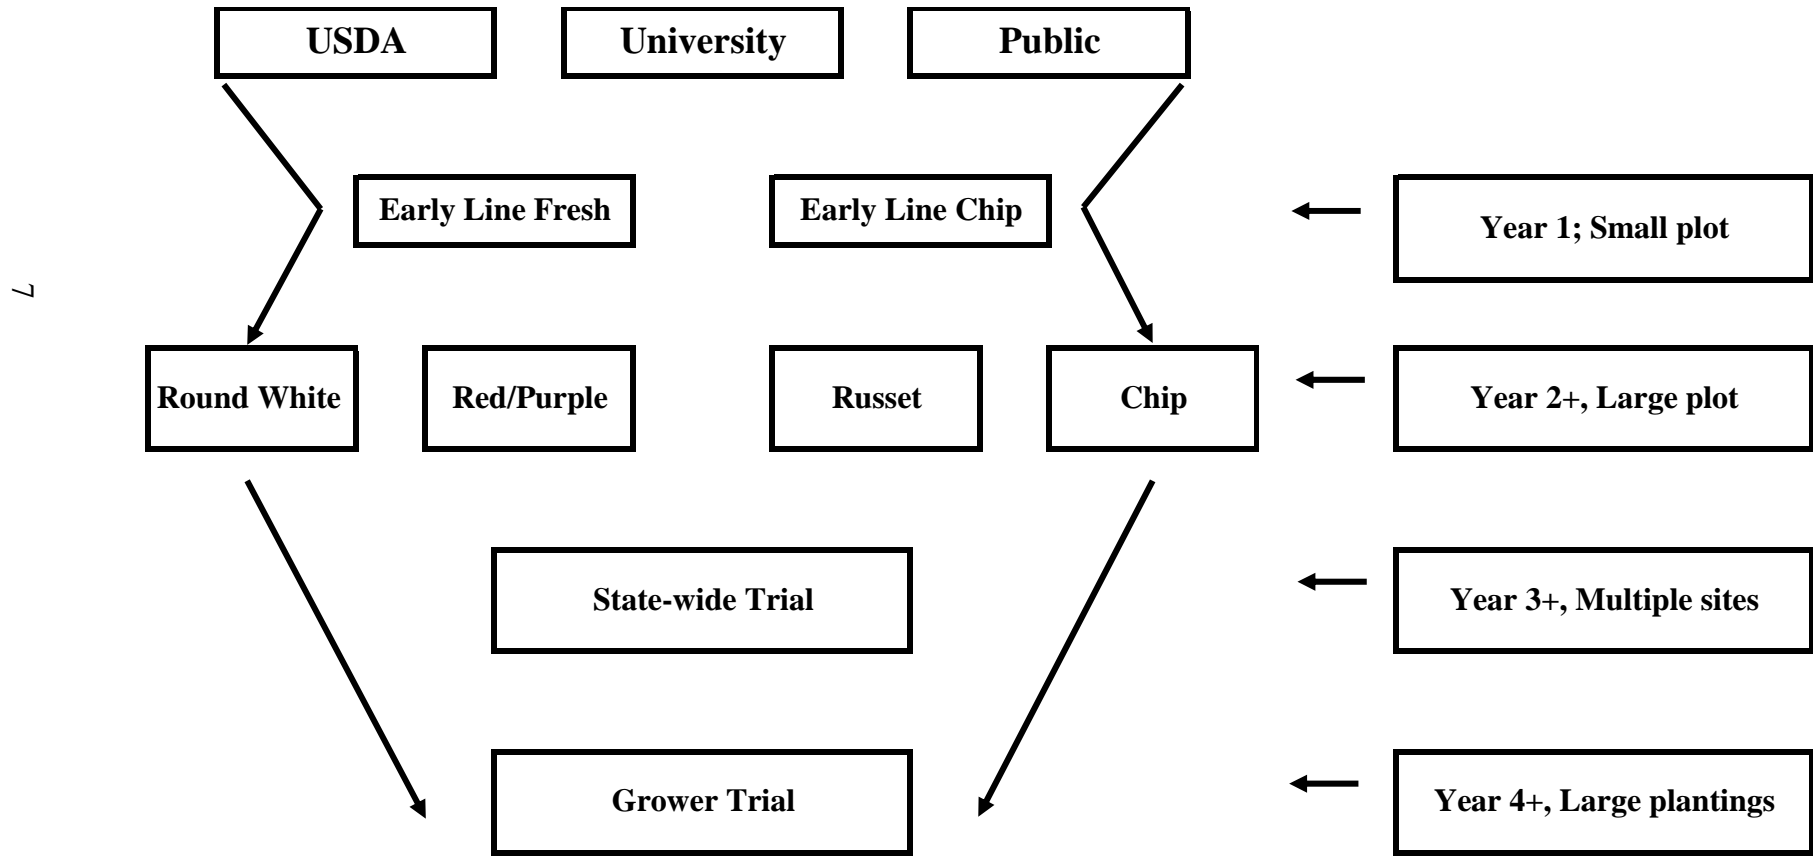 USDA
University
Public
Early Line Fresh
Early Line Chip
Year 1; Small plot
7
Round White
Red/Purple
Russet
Chip
Year 2+, Large plot
State-wide Trial
Year 3+, Multiple sites
Grower Trial
Year 4+, Large plantings